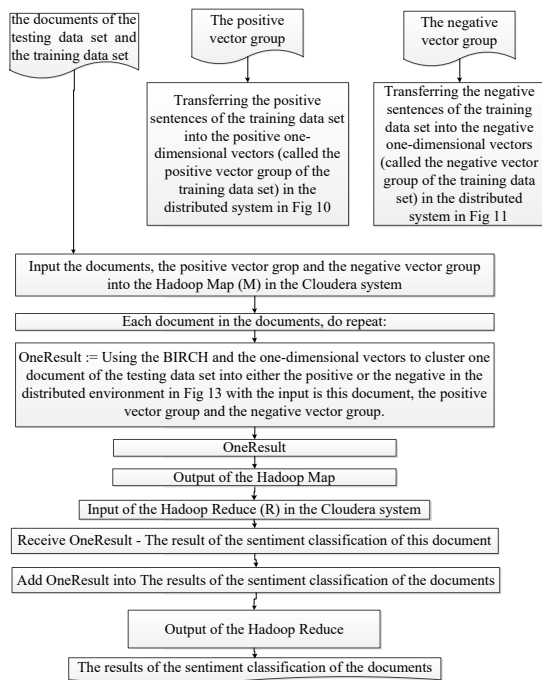 the documents of the
testing data set and
the training data set
The positive
vector group
The negative
vector group
Transferring the positive
sentences of the training data set
into the positive one-
dimensional vectors (called the
positive vector group of the
training data set) in the
distributed system in Fig 10
Transferring the negative
sentences of the training
data set into the negative
one-dimensional vectors
(called the negative vector
group of the training data
set) in the distributed
system in Fig 11
Input the documents, the positive vector grop and the negative vector group
into the Hadoop Map (M) in the Cloudera system
Each document in the documents, do repeat:
OneResult := Using the BIRCH and the one-dimensional vectors to cluster one
document of the testing data set into either the positive or the negative in the
distributed environment in Fig 13 with the input is this document, the positive
vector group and the negative vector group.
OneResult
Output of the Hadoop Map
Input of the Hadoop Reduce (R) in the Cloudera system
Receive OneResult - The result of the sentiment classification of this document
Add OneResult into The results of the sentiment classification of the documents
Output of the Hadoop Reduce
The results of the sentiment classification of the documents